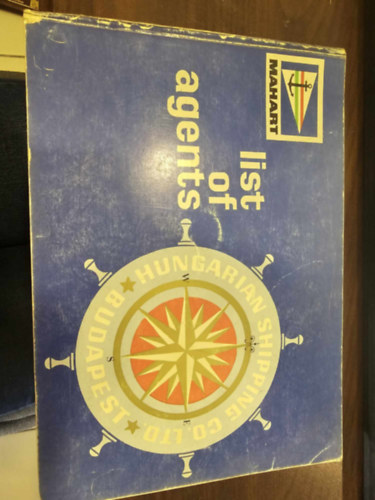 MAHART
list
of
agents
HUNGARIAN SHIPPING CO. LTD
★ BUDAPEST ★
N
E
S